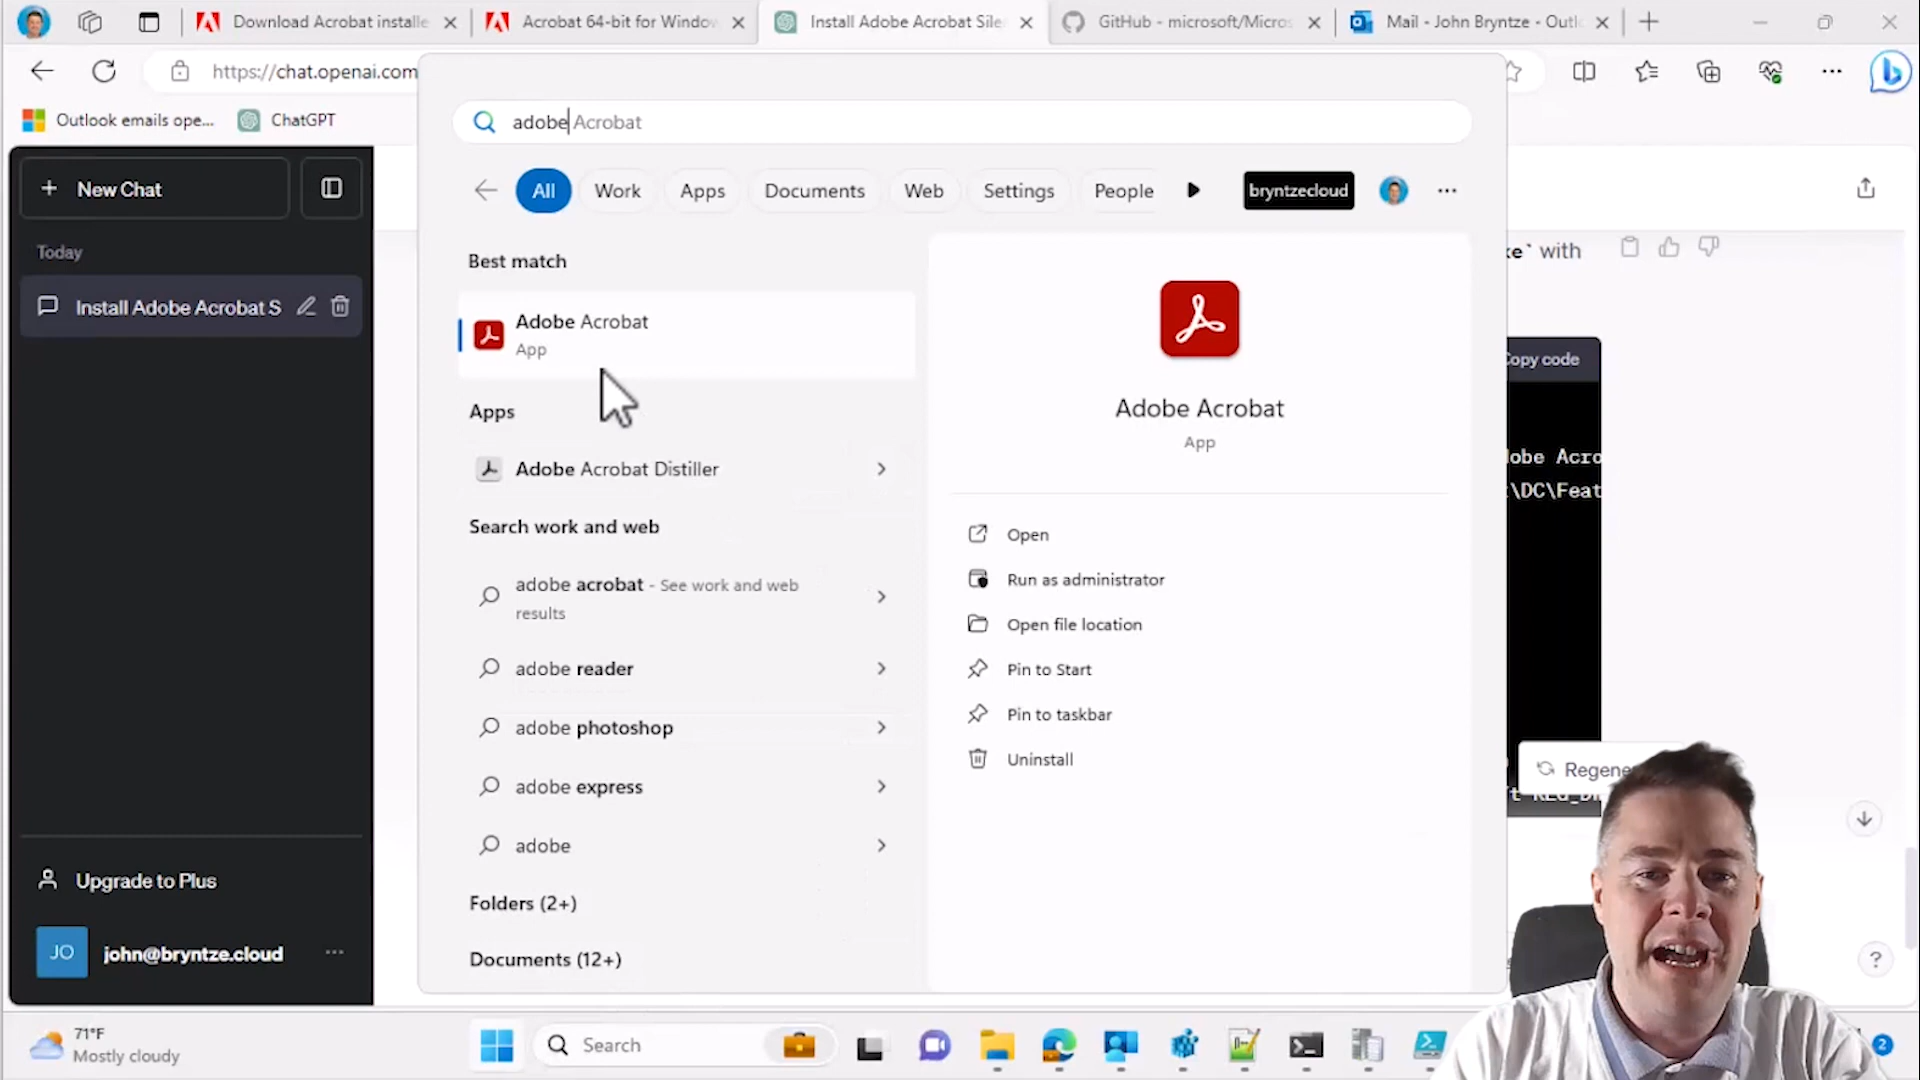 Download Acrobat installe
Acrobat 64-bit for Window
Install Adobe Acrobat Sile
GitHub - microsoft/Micros
Mail - John Bryntze - Outl
https://chat.openai.com
Outlook emails ope...
ChatGPT
adobe Acrobat
New Chat
All
Work
Apps
Documents
Web
Settings
People
bryntzecloud
Today
Install Adobe Acrobat S
Best match
Adobe Acrobat
App
Apps
Adobe Acrobat Distiller
Search work and web
adobe acrobat - See work and web
results
adobe reader
adobe photoshop
adobe express
adobe
Folders (2+)
Documents (12+)
Adobe Acrobat
App
Open
Run as administrator
Open file location
Pin to Start
Pin to taskbar
Uninstall
ke` with
Copy code
dobe Acro
t\DC\Feat
Regene
Upgrade to Plus
JO
john@bryntze.cloud
?
71°F
Mostly cloudy
Search
2